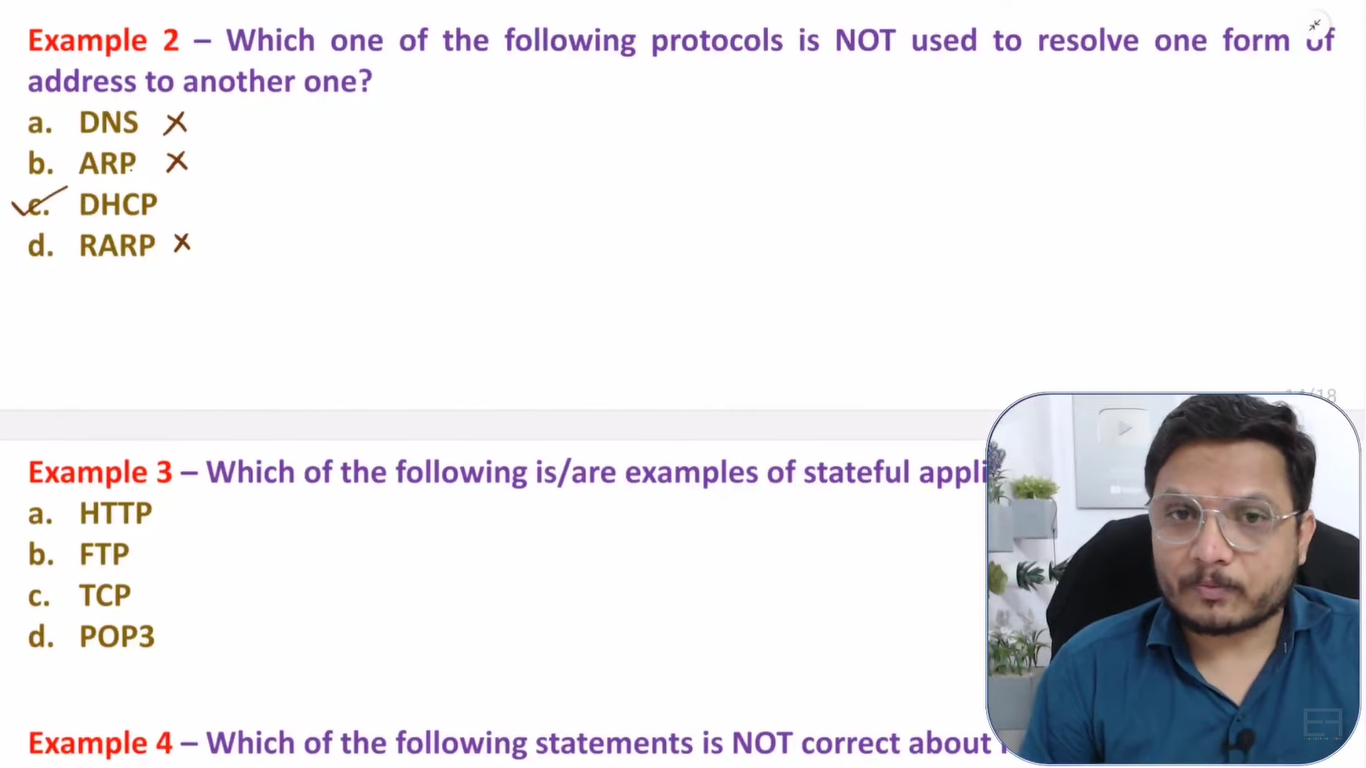 Example 2 – Which one of the following protocols is NOT used to resolve one form of
address to another one?
a. DNS
b. ARP
c. DHCP
d. RARP
Example 3 – Which of the following is/are examples of stateful appli
a. HTTP
b. FTP
c. TCP
d. POP3
Example 4 – Which of the following statements is NOT correct about